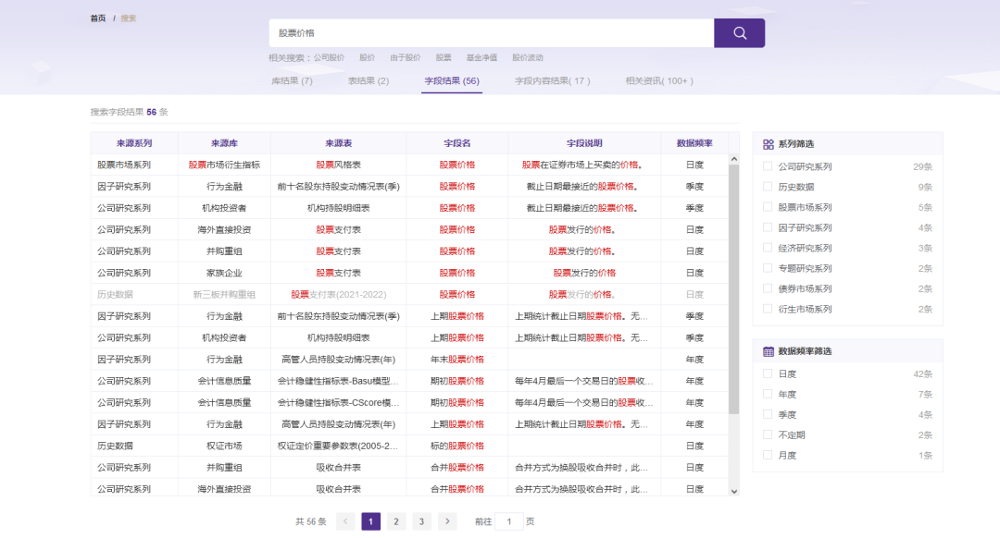 首页 / 搜索
股票价格
相关搜索：公司股价 股价 由于股价 股票 基金净值 股价波动
库结果 (7) 表结果 (2) 字段结果 (56) 字段内容结果( 17 ) 相关资讯( 100+ )
搜索字段结果 56 条
来源系列 来源库 来源表 字段名 字段说明 数据频率
股票市场系列 股票市场衍生指标 股票风格表 股票价格 股票在证券市场上买卖的价格。 日度
因子研究系列 行为金融 前十名股东持股变动情况表(季) 股票价格 截止日期最接近的股票价格。 季度
公司研究系列 机构投资者 机构持股明细表 股票价格 截止日期最接近的股票价格。 季度
公司研究系列 海外直接投资 股票支付表 股票价格 股票发行的价格。 日度
公司研究系列 并购重组 股票支付表 股票价格 股票发行的价格。 日度
公司研究系列 家族企业 股票支付表 股票价格 股票发行的价格 日度
历史数据 新三板并购重组 股票支付表(2021-2022) 股票价格 股票发行的价格. 日度
因子研究系列 行为金融 前十名股东持股变动情况表(季) 上期股票价格 上期统计截止日期股票价格。无... 季度
公司研究系列 机构投资者 机构持股明细表 上期股票价格 上期统计截止日期股票价格。无... 季度
因子研究系列 行为金融 高管人员持股变动情况表(年) 年末股票价格 年度
公司研究系列 会计信息质量 会计稳健性指标表-Basu模型... 期初股票价格 每年4月最后一个交易日的股票收... 年度
公司研究系列 会计信息质量 会计稳健性指标表-CScore模... 期初股票价格 每年4月最后一个交易日的股票收... 年度
因子研究系列 行为金融 高管人员持股变动情况表(年) 上期股票价格 上期统计截止日期股票价格。无... 年度
历史数据 权证市场 权证定价重要参数表(2005-2... 标的股票价格 日度
公司研究系列 并购重组 吸收合并表 合并股票价格 合并方式为换股吸收合并时，此... 日度
公司研究系列 海外直接投资 吸收合并表 合并股票价格 合并方式为换股吸收合并时，此... 日度
共 56 条 1 2 3 前往 1 页
系列筛选
公司研究系列 29条
历史数据 9条
股票市场系列 5条
因子研究系列 4条
经济研究系列 3条
专题研究系列 2条
债券市场系列 2条
衍生市场系列 2条
数据频率筛选
日度 42条
年度 7条
季度 4条
不定期 2条
月度 1条